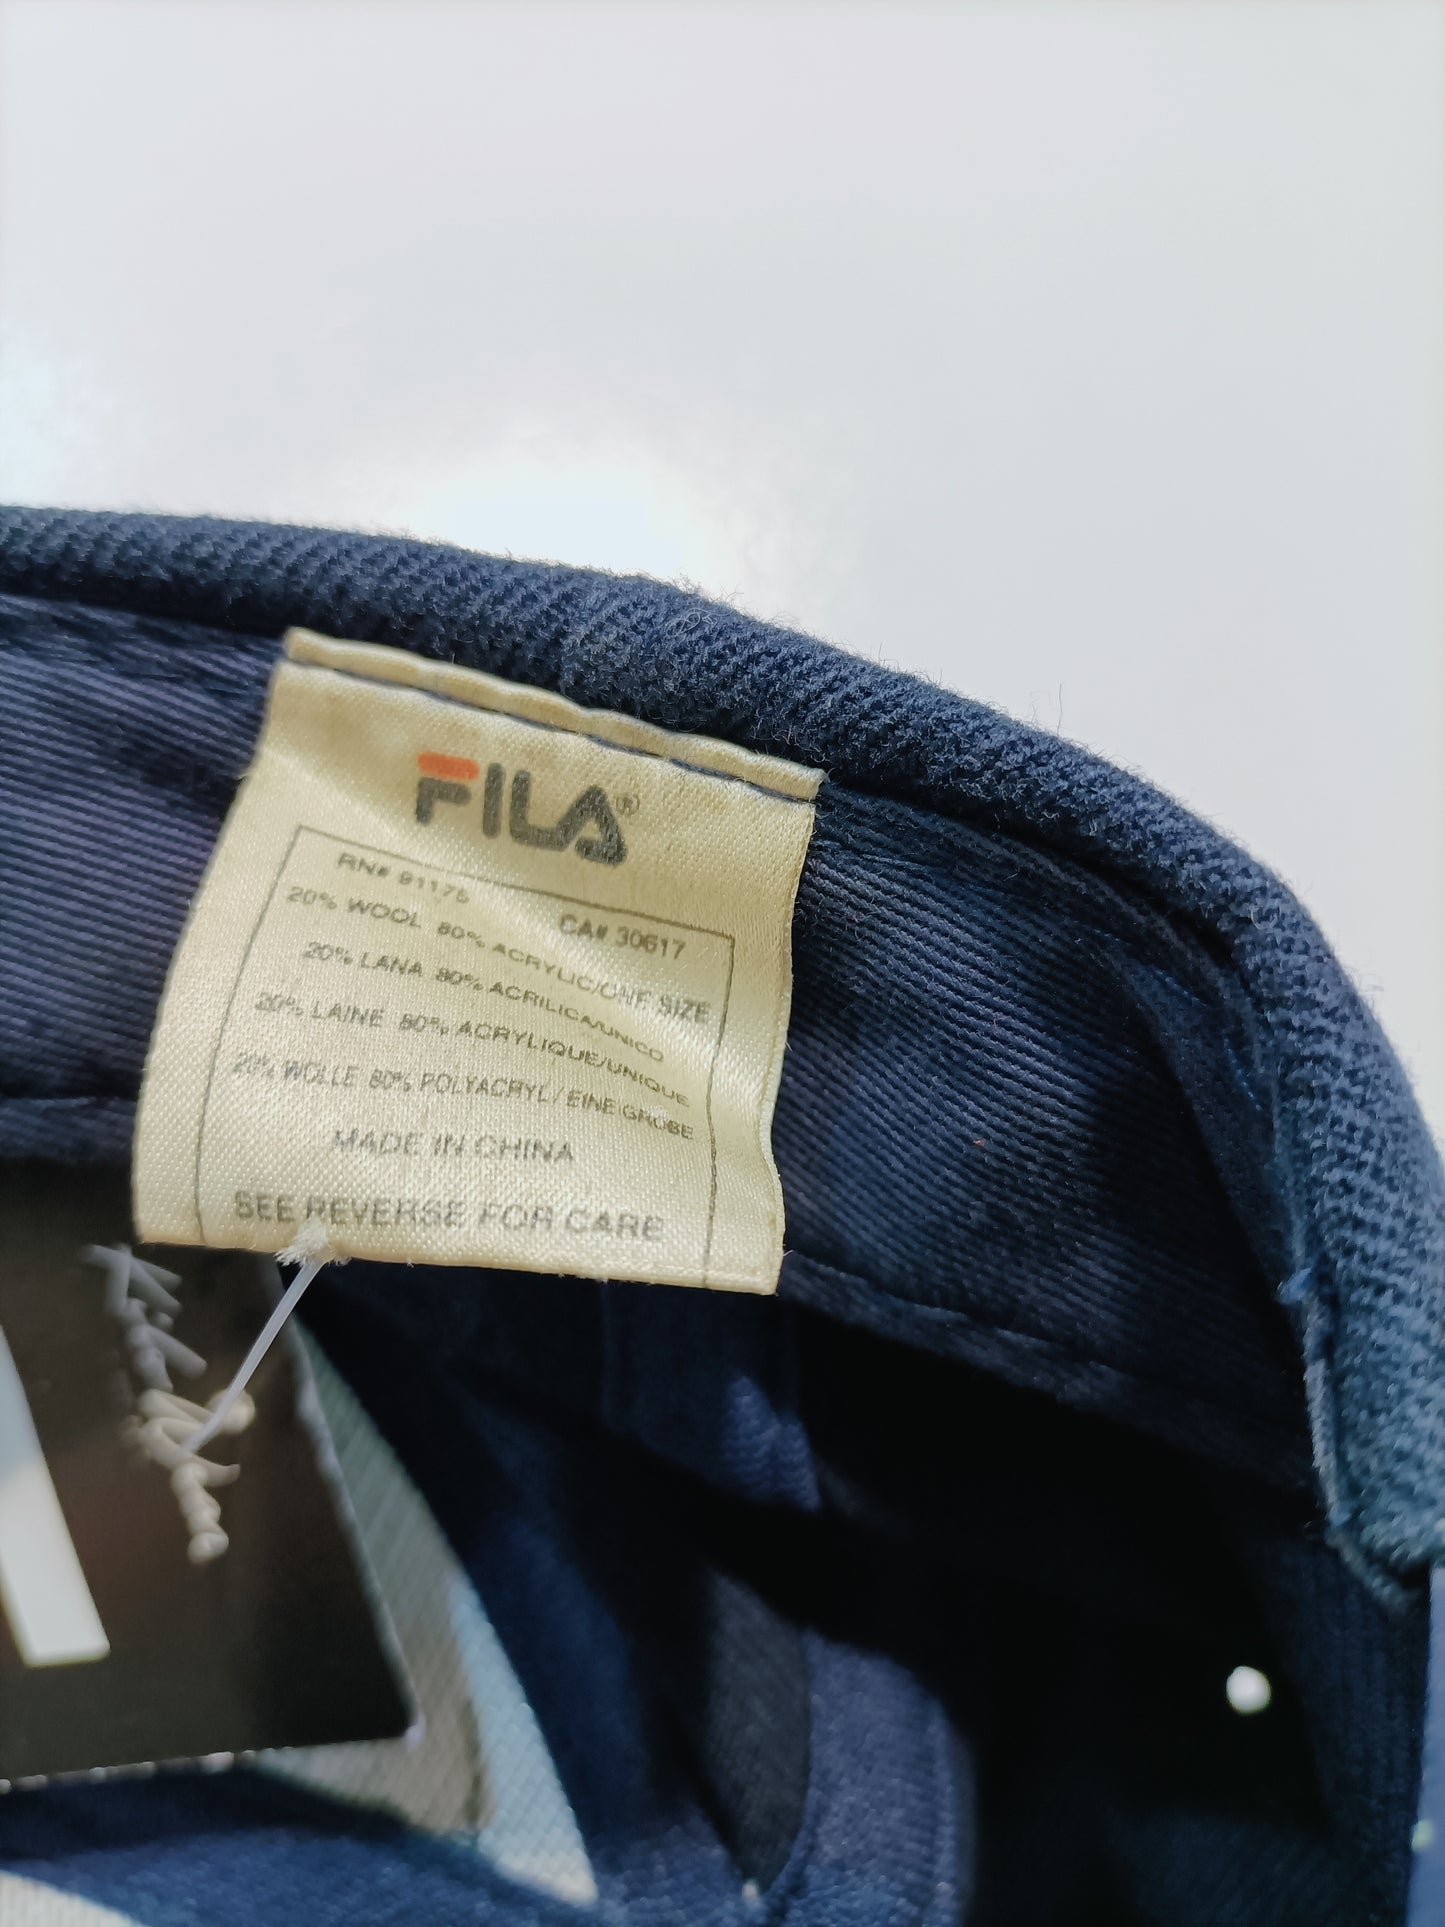 FILA®
RN# 91175 CA# 30617
20% WOOL 80% ACRYLIC/ONE SIZE
20% LANA 80% ACRILICA/UNICO
20% LAINE 80% ACRYLIQUE/UNIQUE
20% WOLLE 80% POLYACRYL/EINE GROBE
MADE IN CHINA
SEE REVERSE FOR CARE